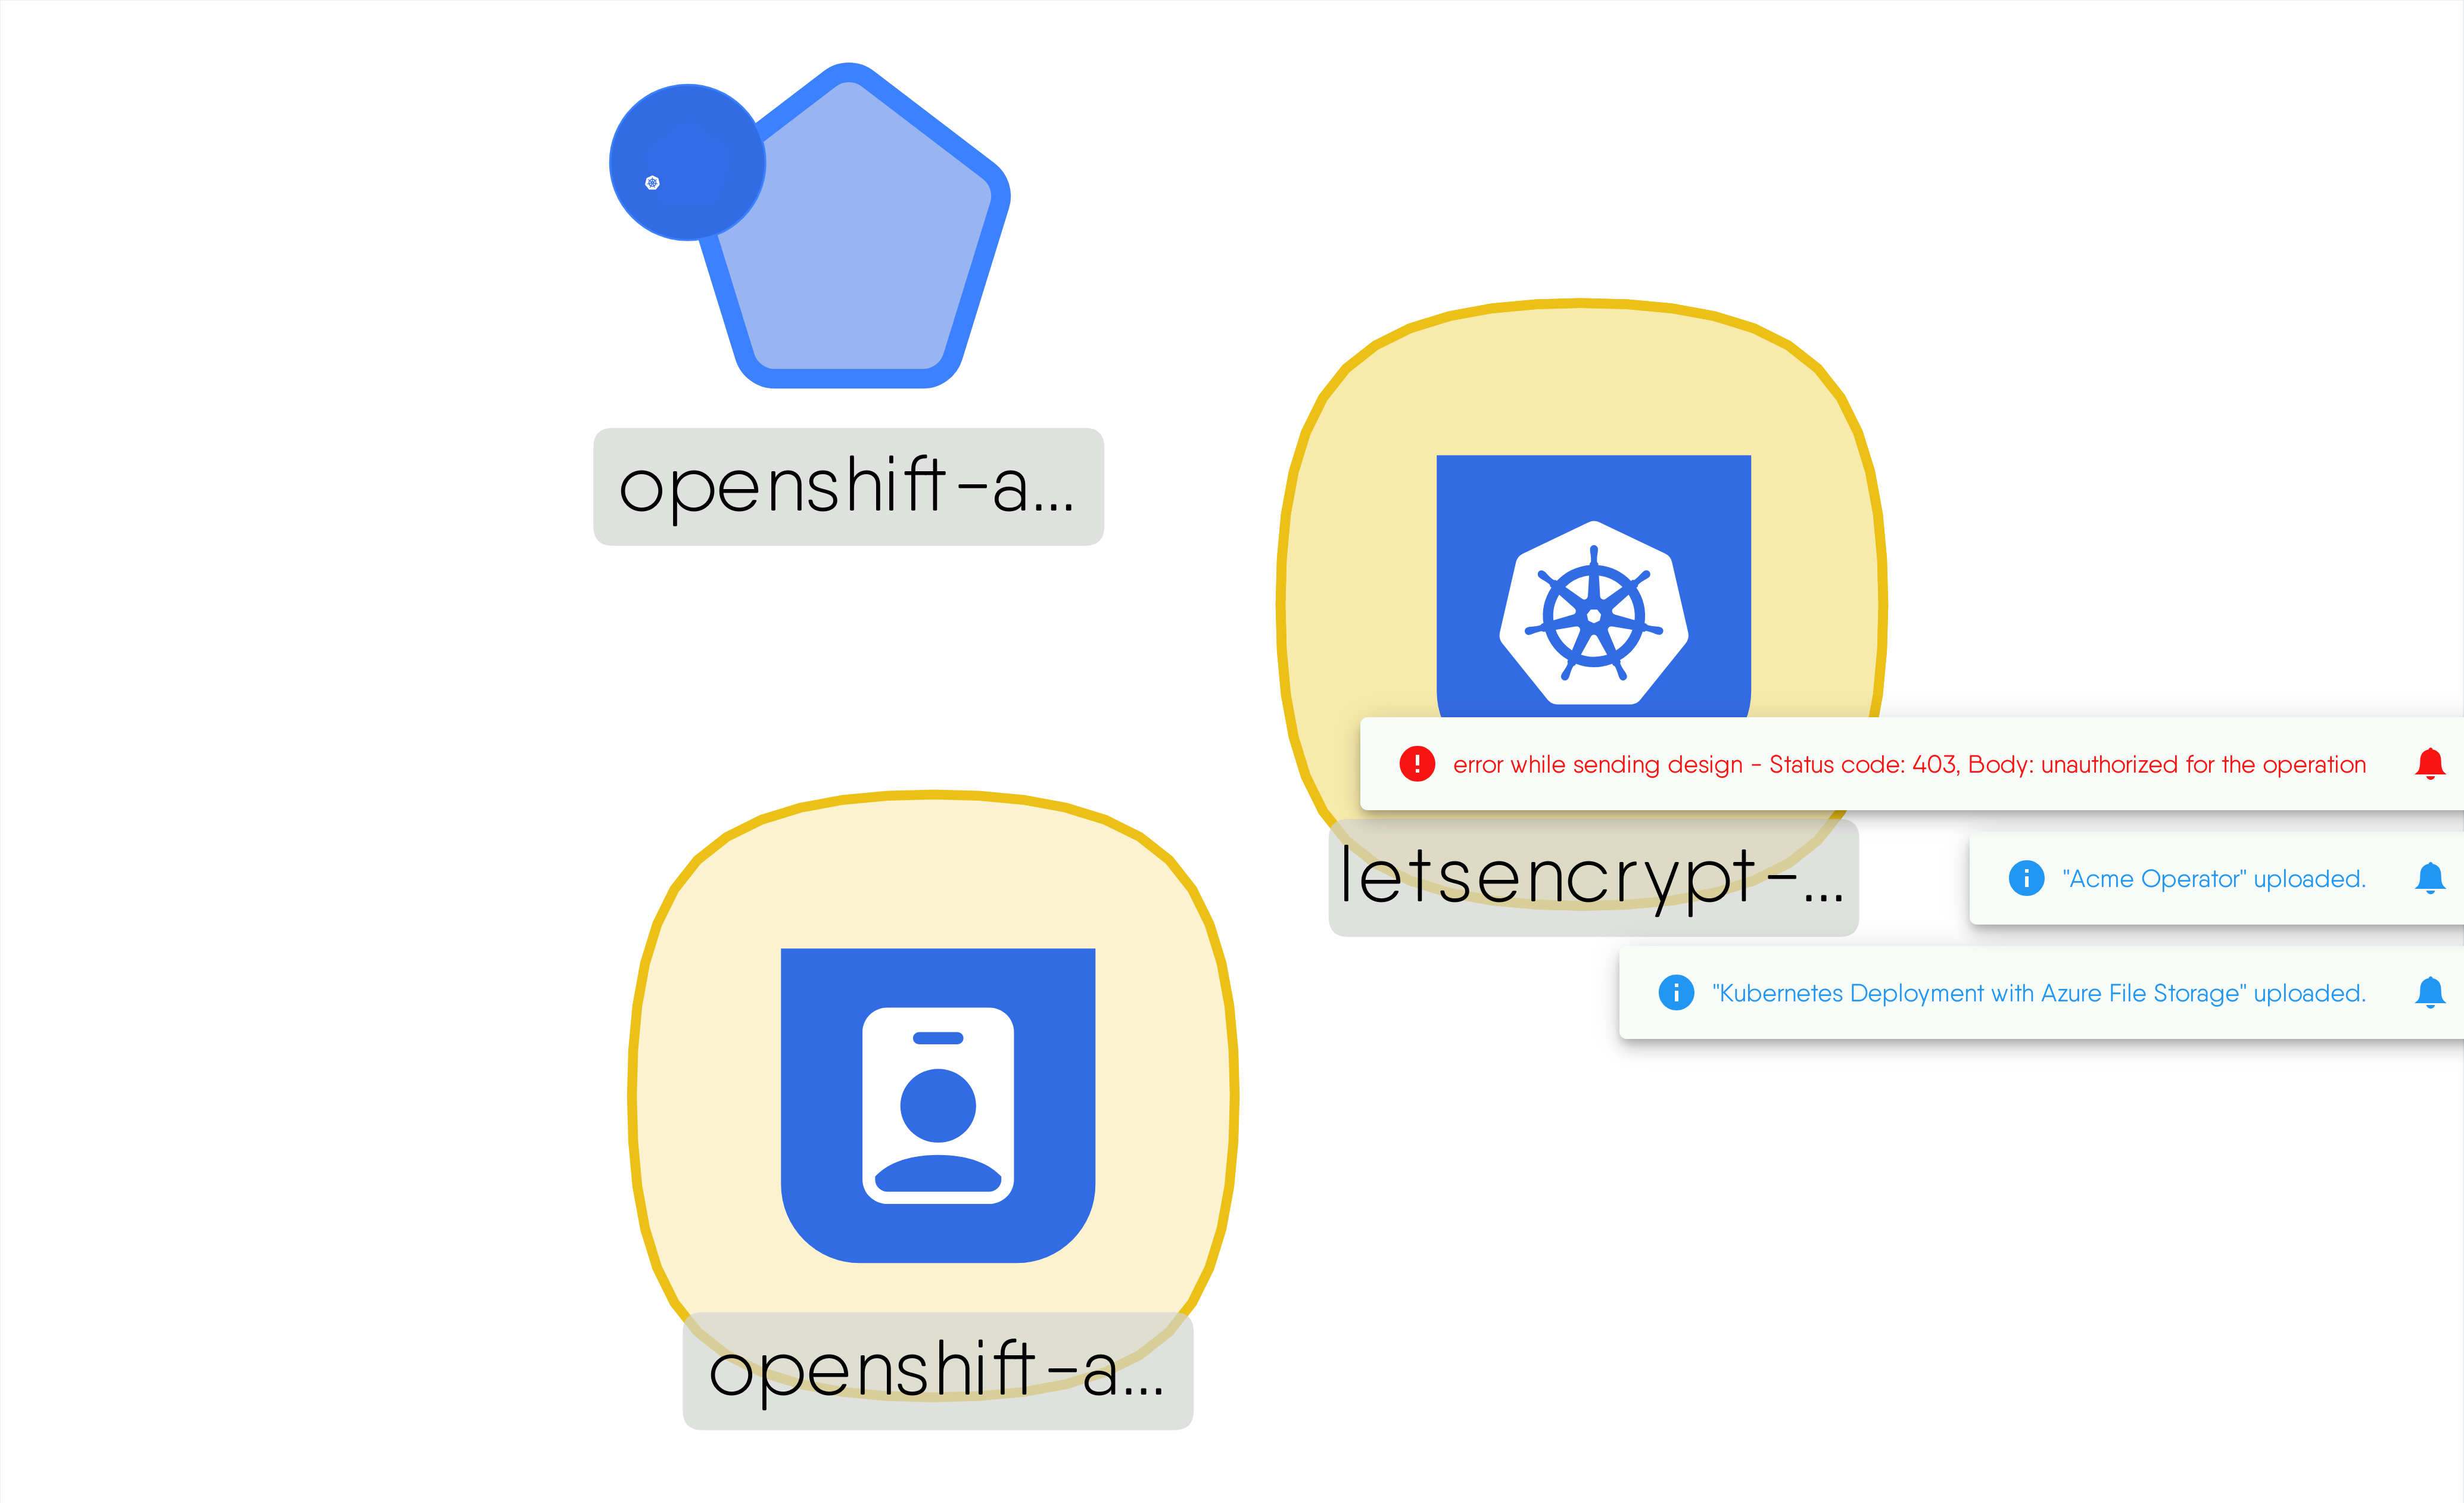 openshift-a...
error while sending design - Status code: 403, Body: unauthorized for the operation
letsencrypt-...
"Acme Operator" uploaded.
"Kubernetes Deployment with Azure File Storage" uploaded.
openshift-a...